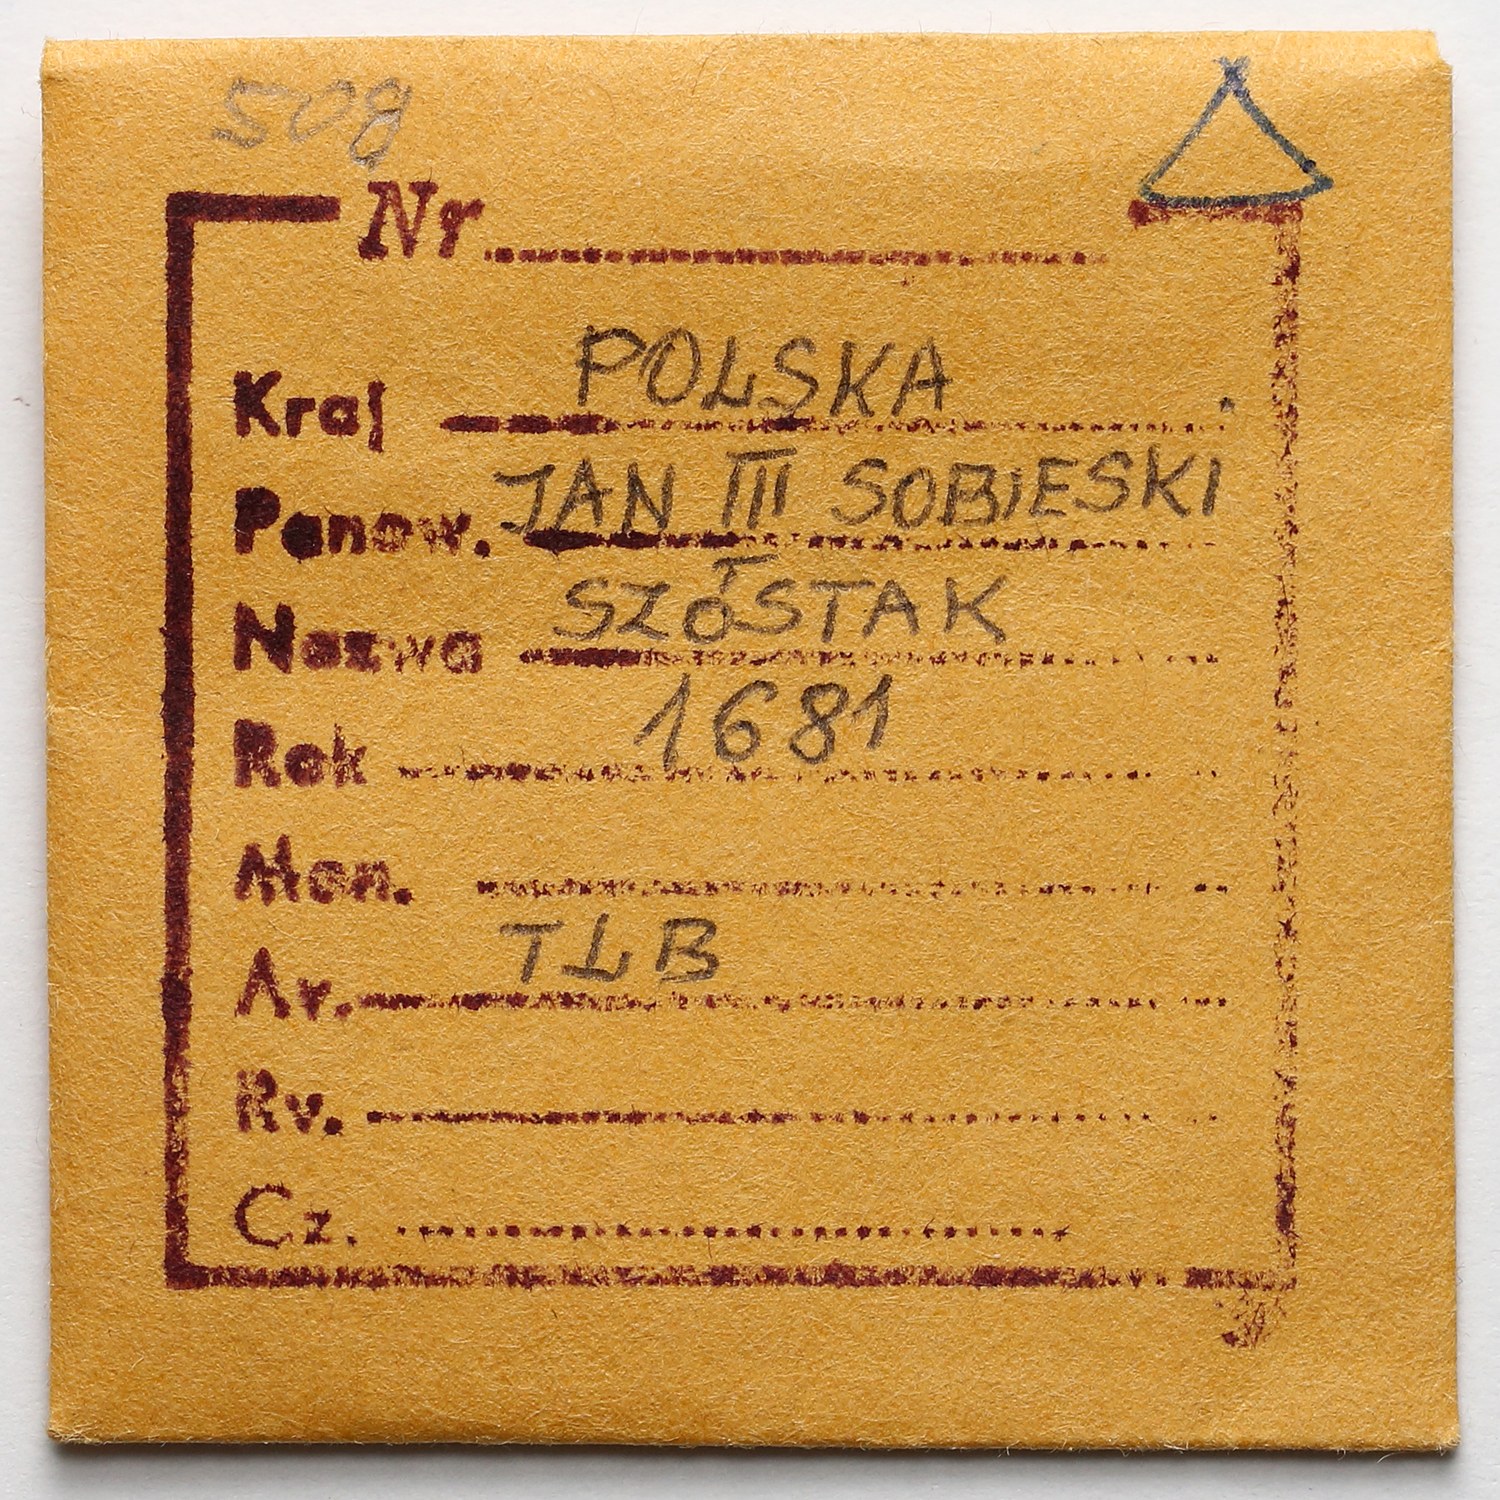 508
Nr
Kraj POLSKA
Panow. JAN III SOBIESKI
Nazwa SZÓSTAK
Rok 1681
Men.
Av. TLB
Rv.
Cz.